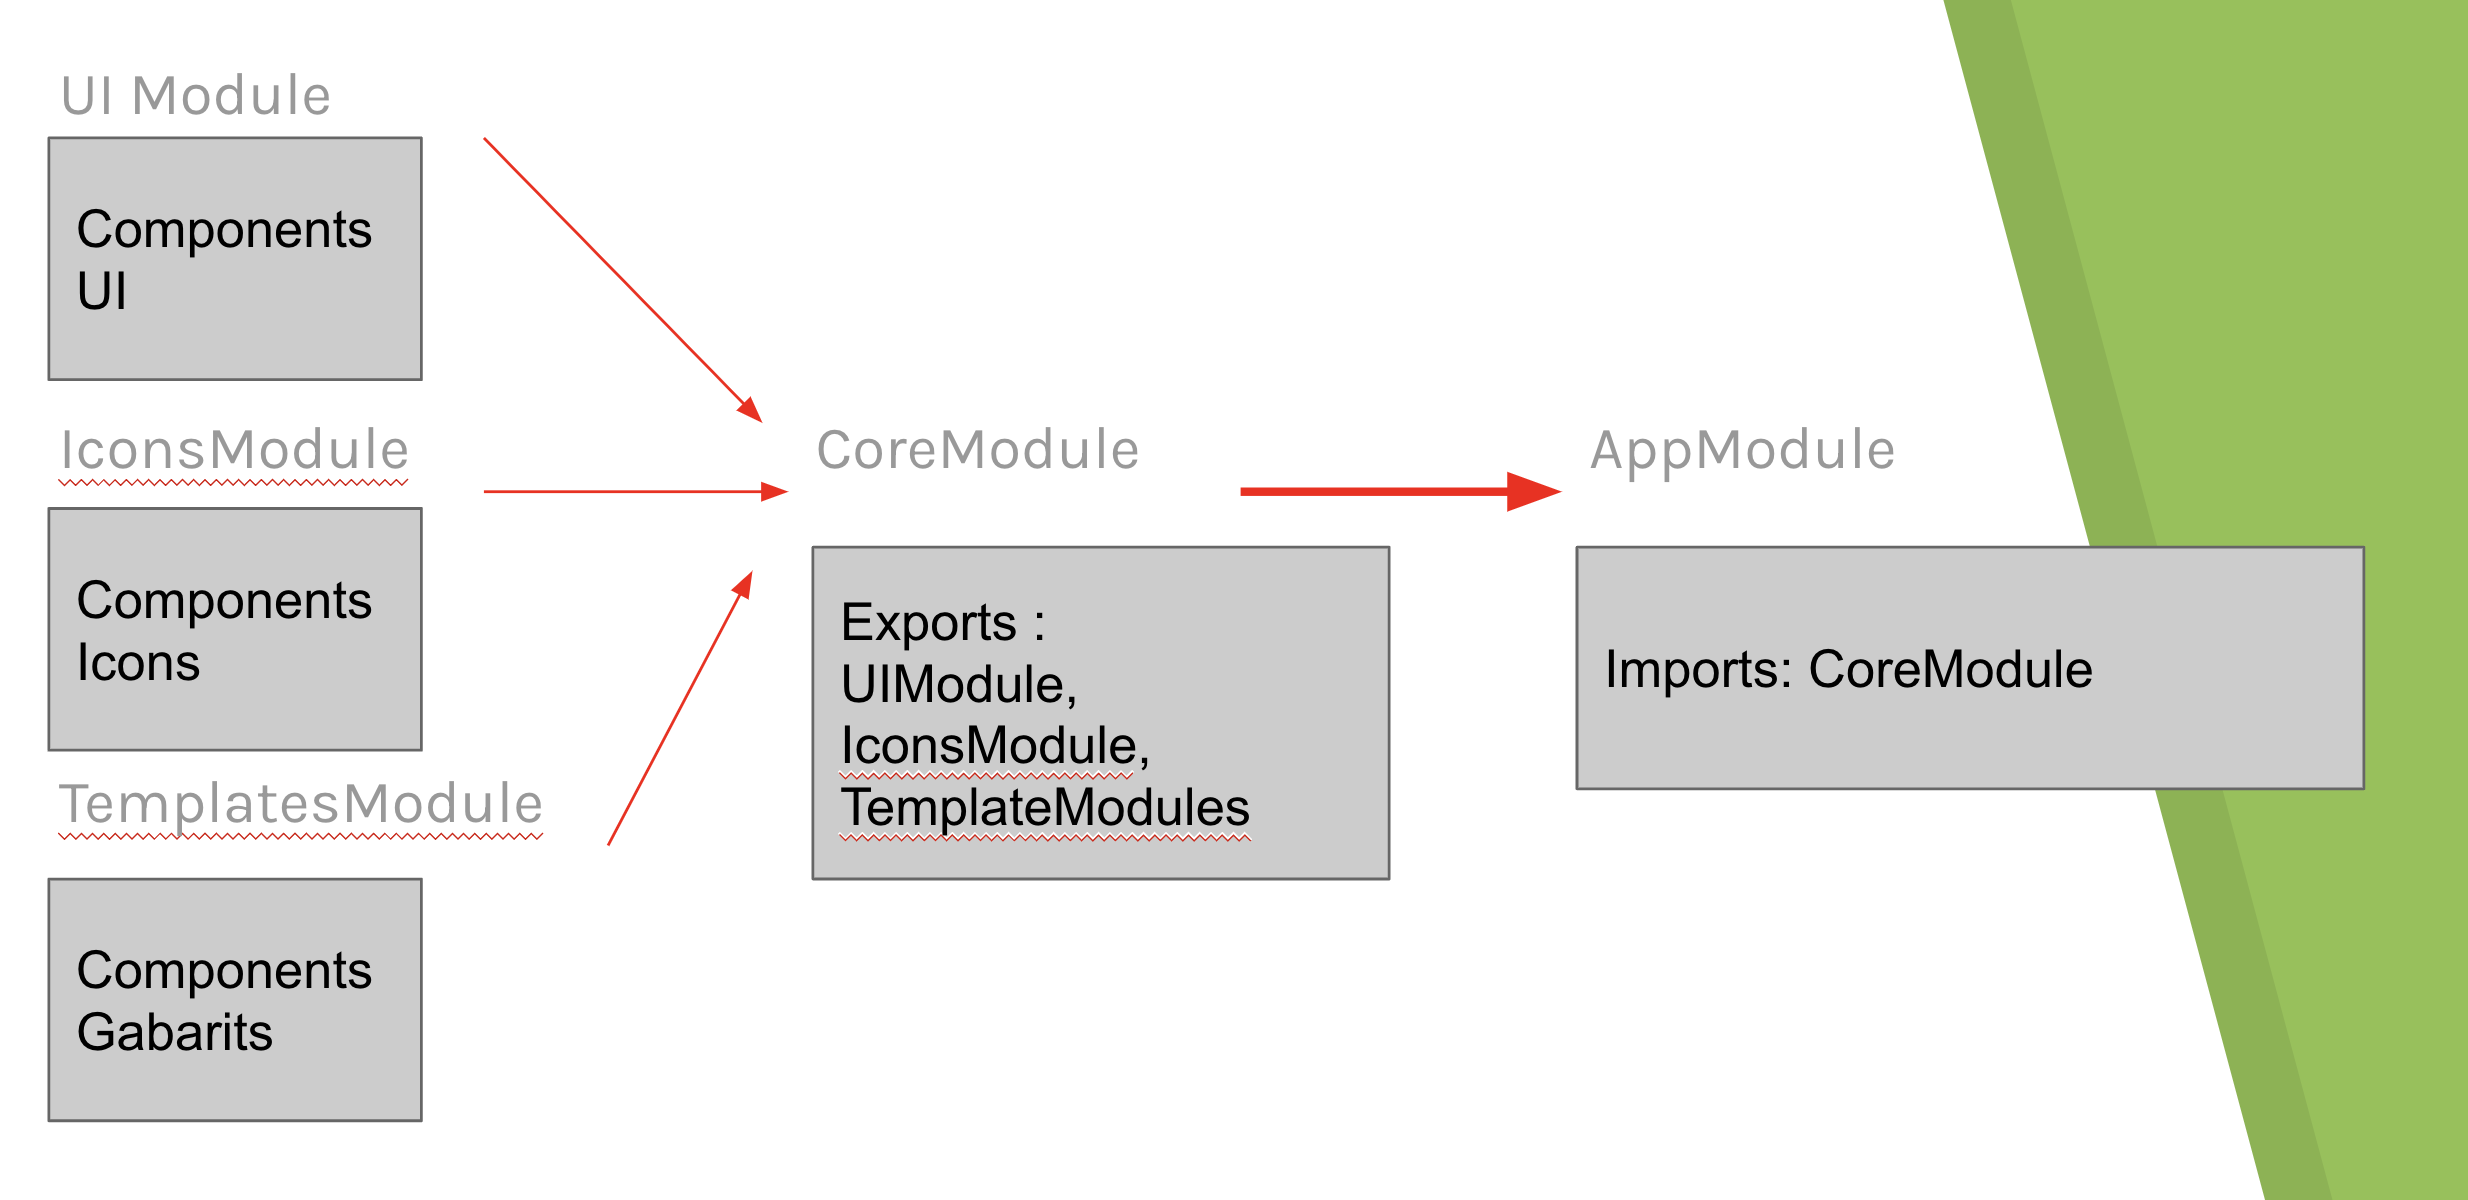 UI Module
Components
UI
IconsModule
Components
Icons
TemplatesModule
Components
Gabarits
CoreModule
Exports :
UIModule,
IconsModule,
TemplateModules
AppModule
Imports: CoreModule